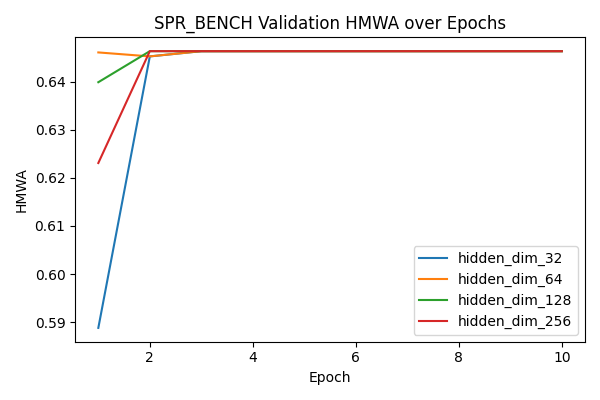 SPR_BENCH Validation HMWA over Epochs
HMWA
0.64
0.63
0.62
0.61
0.60
0.59
2
4
6
8
10
Epoch
hidden_dim_32
hidden_dim_64
hidden_dim_128
hidden_dim_256